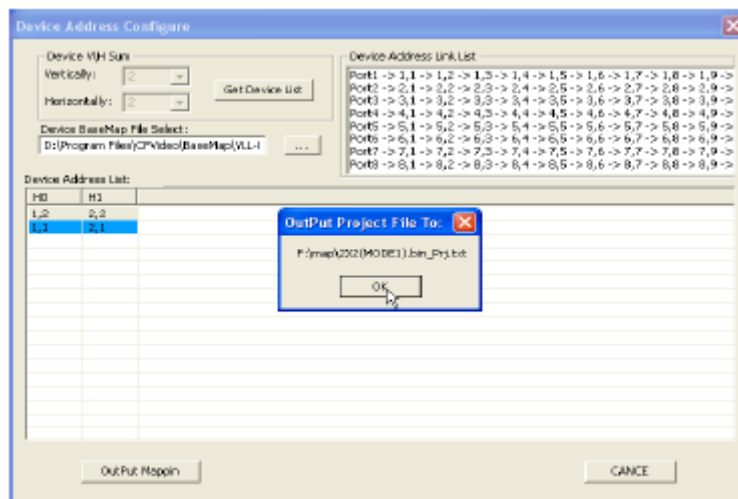 Device Address Configure
Device V\H Sum
Vertically: 2
Horizontally: 2
Get Device List
Device BaseMap File Select:
D:\Program Files\CPVideo\BaseMap\VLL-I
...
Device Address Link List
Port1 -> 1,1 -> 1,2 -> 1,3 -> 1,4 -> 1,5 -> 1,6 -> 1,7 -> 1,8 -> 1,9 ->
Port2 -> 2,1 -> 2,2 -> 2,3 -> 2,4 -> 2,5 -> 2,6 -> 2,7 -> 2,8 -> 2,9 ->
Port3 -> 3,1 -> 3,2 -> 3,3 -> 3,4 -> 3,5 -> 3,6 -> 3,7 -> 3,8 -> 3,9 ->
Port4 -> 4,1 -> 4,2 -> 4,3 -> 4,4 -> 4,5 -> 4,6 -> 4,7 -> 4,8 -> 4,9 ->
Port5 -> 5,1 -> 5,2 -> 5,3 -> 5,4 -> 5,5 -> 5,6 -> 5,7 -> 5,8 -> 5,9 ->
Port6 -> 6,1 -> 6,2 -> 6,3 -> 6,4 -> 6,5 -> 6,6 -> 6,7 -> 6,8 -> 6,9 ->
Port7 -> 7,1 -> 7,2 -> 7,3 -> 7,4 -> 7,5 -> 7,6 -> 7,7 -> 7,8 -> 7,9 ->
Port8 -> 8,1 -> 8,2 -> 8,3 -> 8,4 -> 8,5 -> 8,6 -> 8,7 -> 8,8 -> 8,9 ->
Device Address List:
H0 H1
1,2 2,2
1,1 2,1
OutPut Project File To:
F:\map\2X2(MODE1).bin_Prj.txt
OK
OutPut Mappin
CANCE